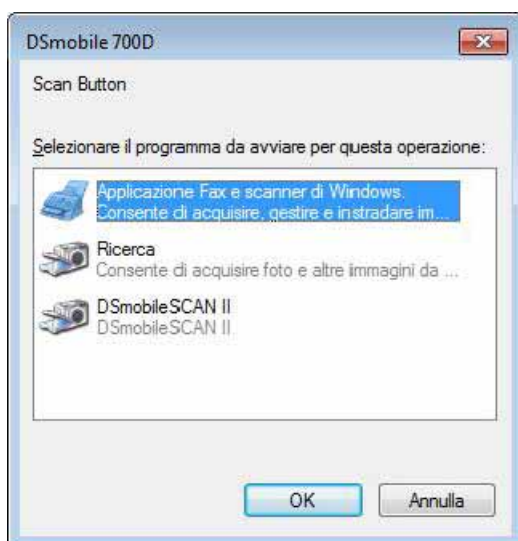 DSmobile 700D
Scan Button
Selezionare il programma da avviare per questa operazione:
Applicazione Fax e scanner di Windows.
Consente di acquisire, gestire e instradare im...
Ricerca
Consente di acquisire foto e altre immagini da ...
DSmobileSCAN II
DSmobileSCAN II
OK Annulla